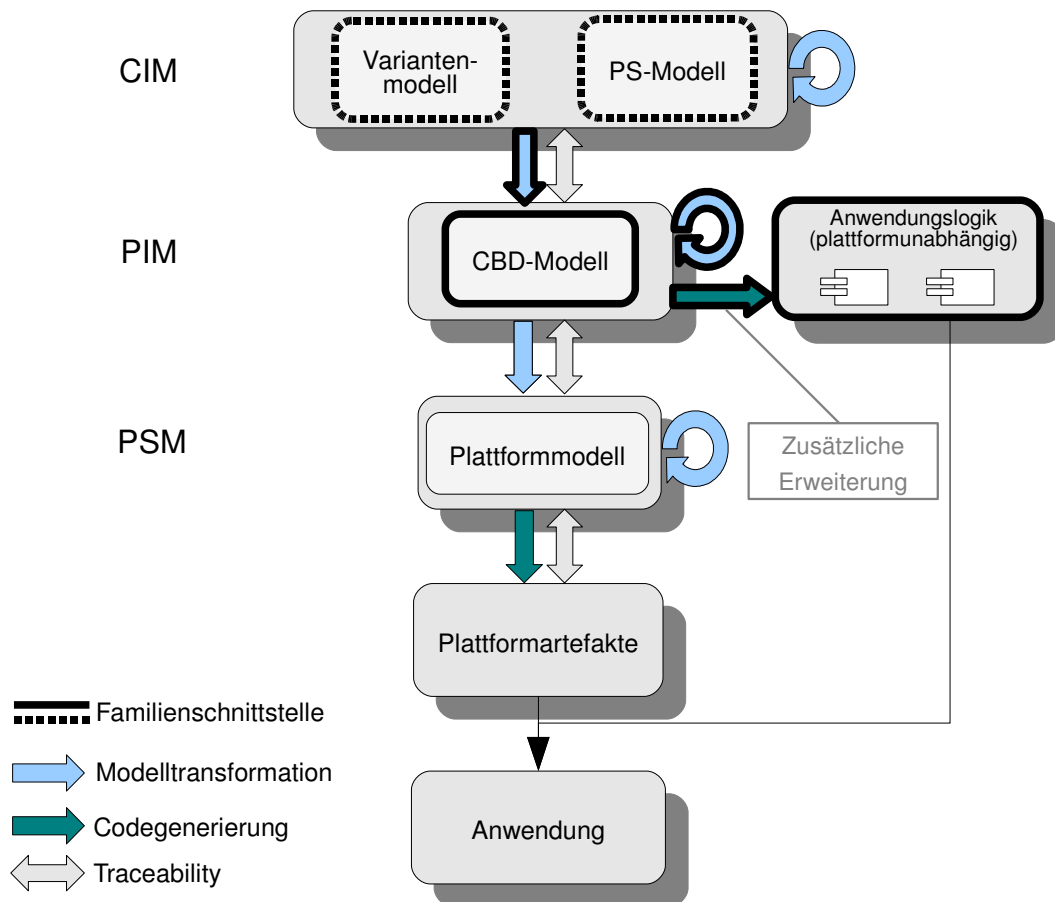 CIM
Varianten-
modell
PS-Modell
PIM
CBD-Modell
Anwendungslogik
(plattformunabhängig)
PSM
Plattformmodell
Zusätzliche
Erweiterung
Plattformartefakte
Familienschnittstelle
Modelltransformation
Codegenerierung
Traceability
Anwendung